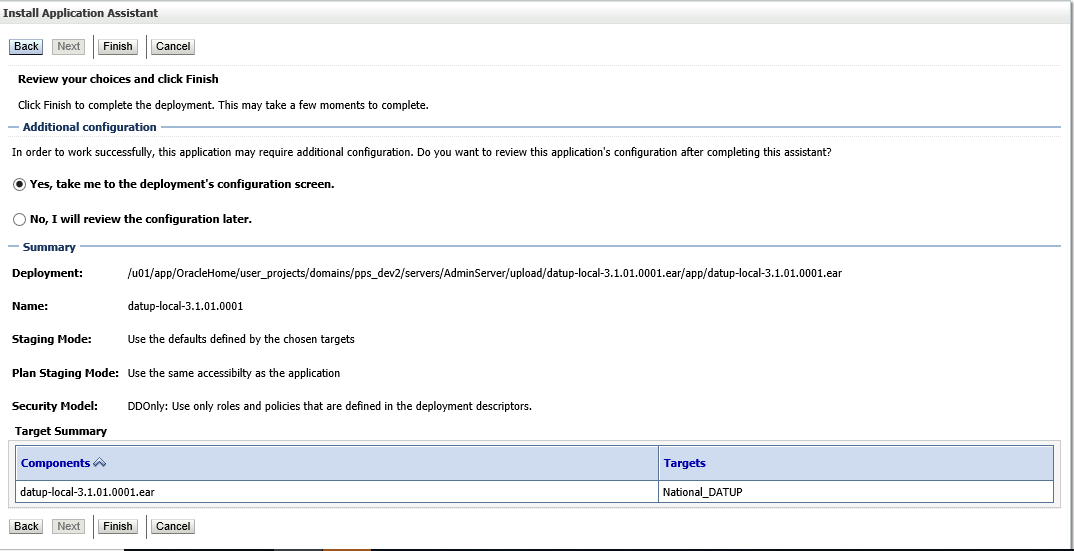 Install Application Assistant
Back Next Finish Cancel
Review your choices and click Finish
Click Finish to complete the deployment. This may take a few moments to complete.
Additional configuration
In order to work successfully, this application may require additional configuration. Do you want to review this application's configuration after completing this assistant?
Yes, take me to the deployment's configuration screen.
No, I will review the configuration later.
Summary
Deployment: /u01/app/OracleHome/user_projects/domains/pps_dev2/servers/AdminServer/upload/datup-local-3.1.01.0001.ear/app/datup-local-3.1.01.0001.ear
Name: datup-local-3.1.01.0001
Staging Mode: Use the defaults defined by the chosen targets
Plan Staging Mode: Use the same accessibilty as the application
Security Model: DDOnly: Use only roles and policies that are defined in the deployment descriptors.
Target Summary
Components Targets
datup-local-3.1.01.0001.ear National_DATUP
Back Next Finish Cancel